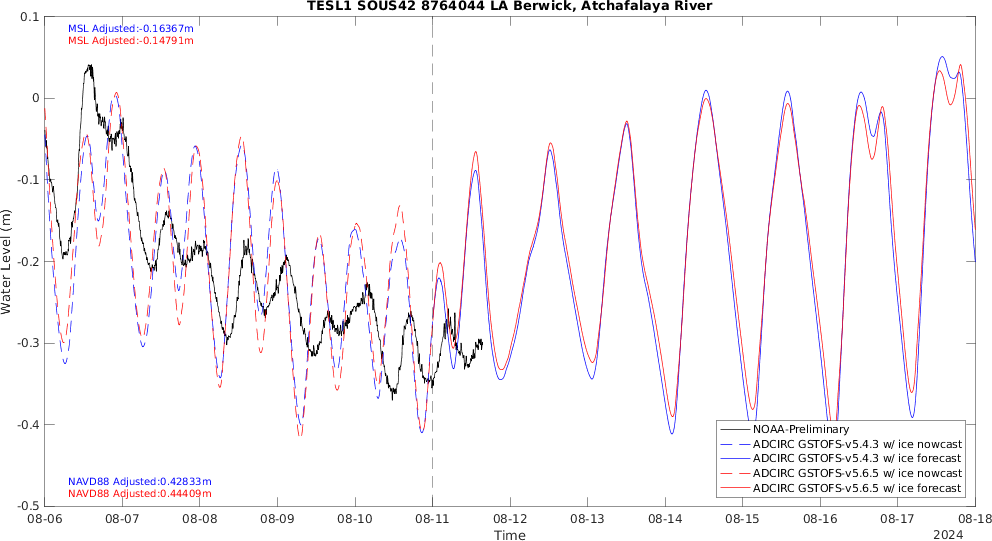 TESL1 SOUS42 8764044 LA Berwick, Atchafalaya River
0.1
MSL Adjusted:-0.16367m
MSL Adjusted:-0.14791m
0
-0.1
-0.2
-0.3
-0.4
-0.5
Water Level (m)
NOAA-Preliminary
ADCIRC GSTOFS-v5.4.3 w/ ice nowcast
ADCIRC GSTOFS-v5.4.3 w/ ice forecast
ADCIRC GSTOFS-v5.6.5 w/ ice nowcast
ADCIRC GSTOFS-v5.6.5 w/ ice forecast
NAVD88 Adjusted:0.42833m
NAVD88 Adjusted:0.44409m
08-06 08-07 08-08 08-09 08-10 08-11 08-12 08-13 08-14 08-15 08-16 08-17 08-18
Time
2024